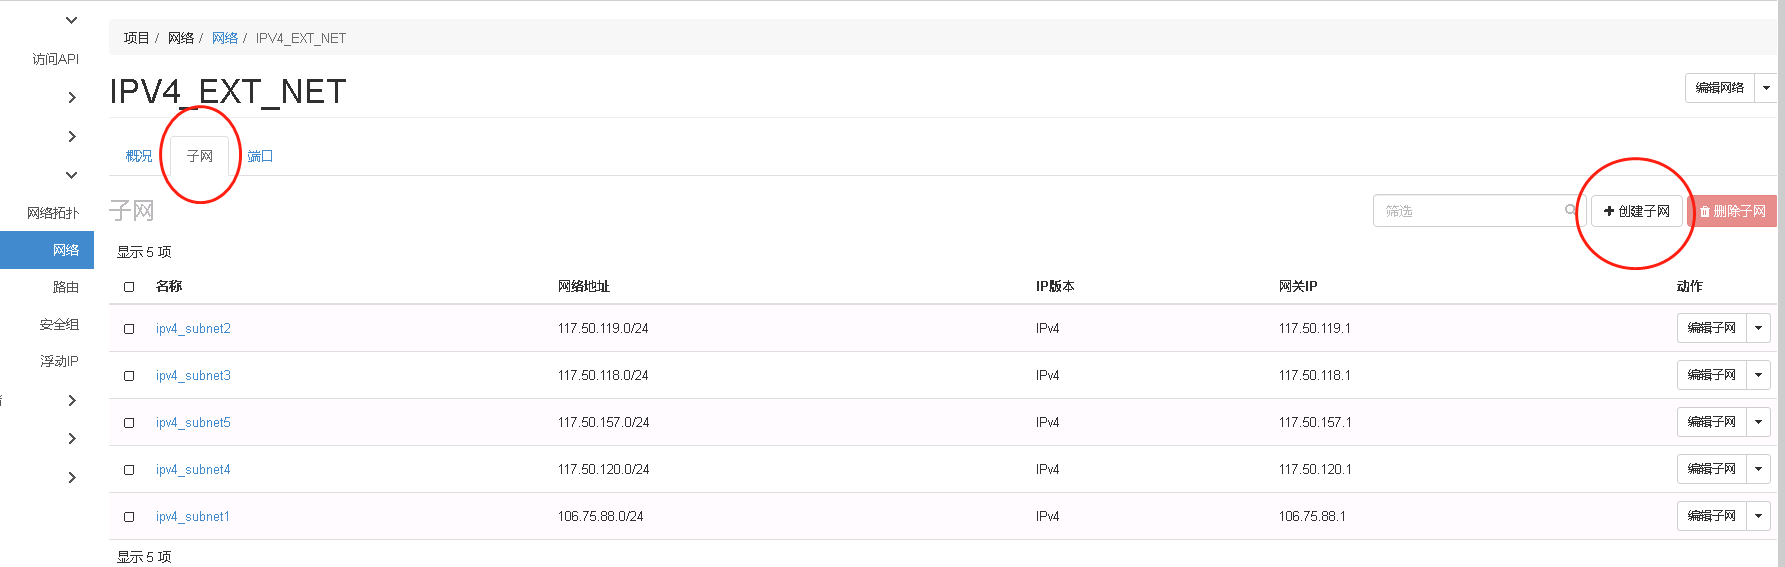 访问API
网络拓扑
网络
路由
安全组
浮动IP
项目 / 网络 / 网络 / IPV4_EXT_NET
IPV4_EXT_NET
编辑网络
概况 子网 端口
子网
筛选 创建子网 删除子网
显示 5 项
名称 网络地址 IP版本 网关IP 动作
ipv4_subnet2 117.50.119.0/24 IPv4 117.50.119.1 编辑子网
ipv4_subnet3 117.50.118.0/24 IPv4 117.50.118.1 编辑子网
ipv4_subnet5 117.50.157.0/24 IPv4 117.50.157.1 编辑子网
ipv4_subnet4 117.50.120.0/24 IPv4 117.50.120.1 编辑子网
ipv4_subnet1 106.75.88.0/24 IPv4 106.75.88.1 编辑子网
显示 5 项